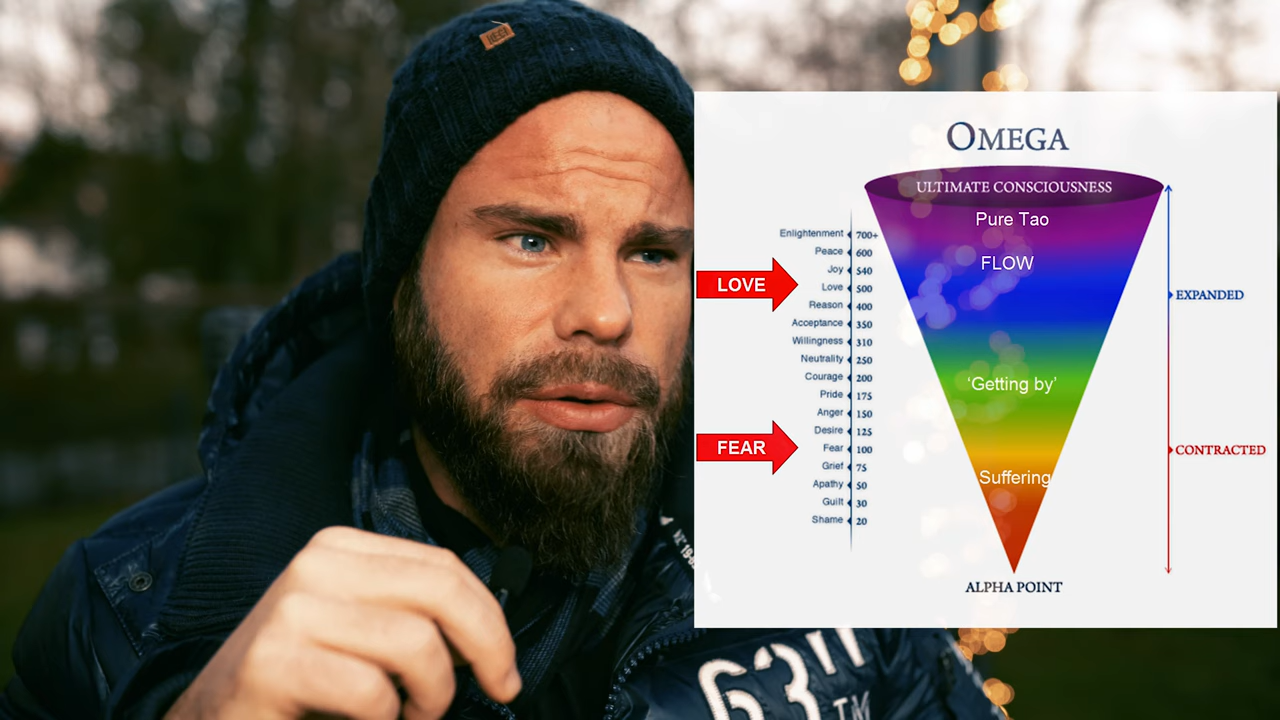 OMEGA
ULTIMATE CONSCIOUSNESS
Pure Tao
FLOW
'Getting by'
Suffering
ALPHA POINT
Enlightenment 700+
Peace 600
Joy 540
Love 500
Reason 400
Acceptance 350
Willingness 310
Neutrality 250
Courage 200
Pride 175
Anger 150
Desire 125
Fear 100
Grief 75
Apathy 50
Guilt 30
Shame 20
LOVE
FEAR
EXPANDED
CONTRACTED
63
TM